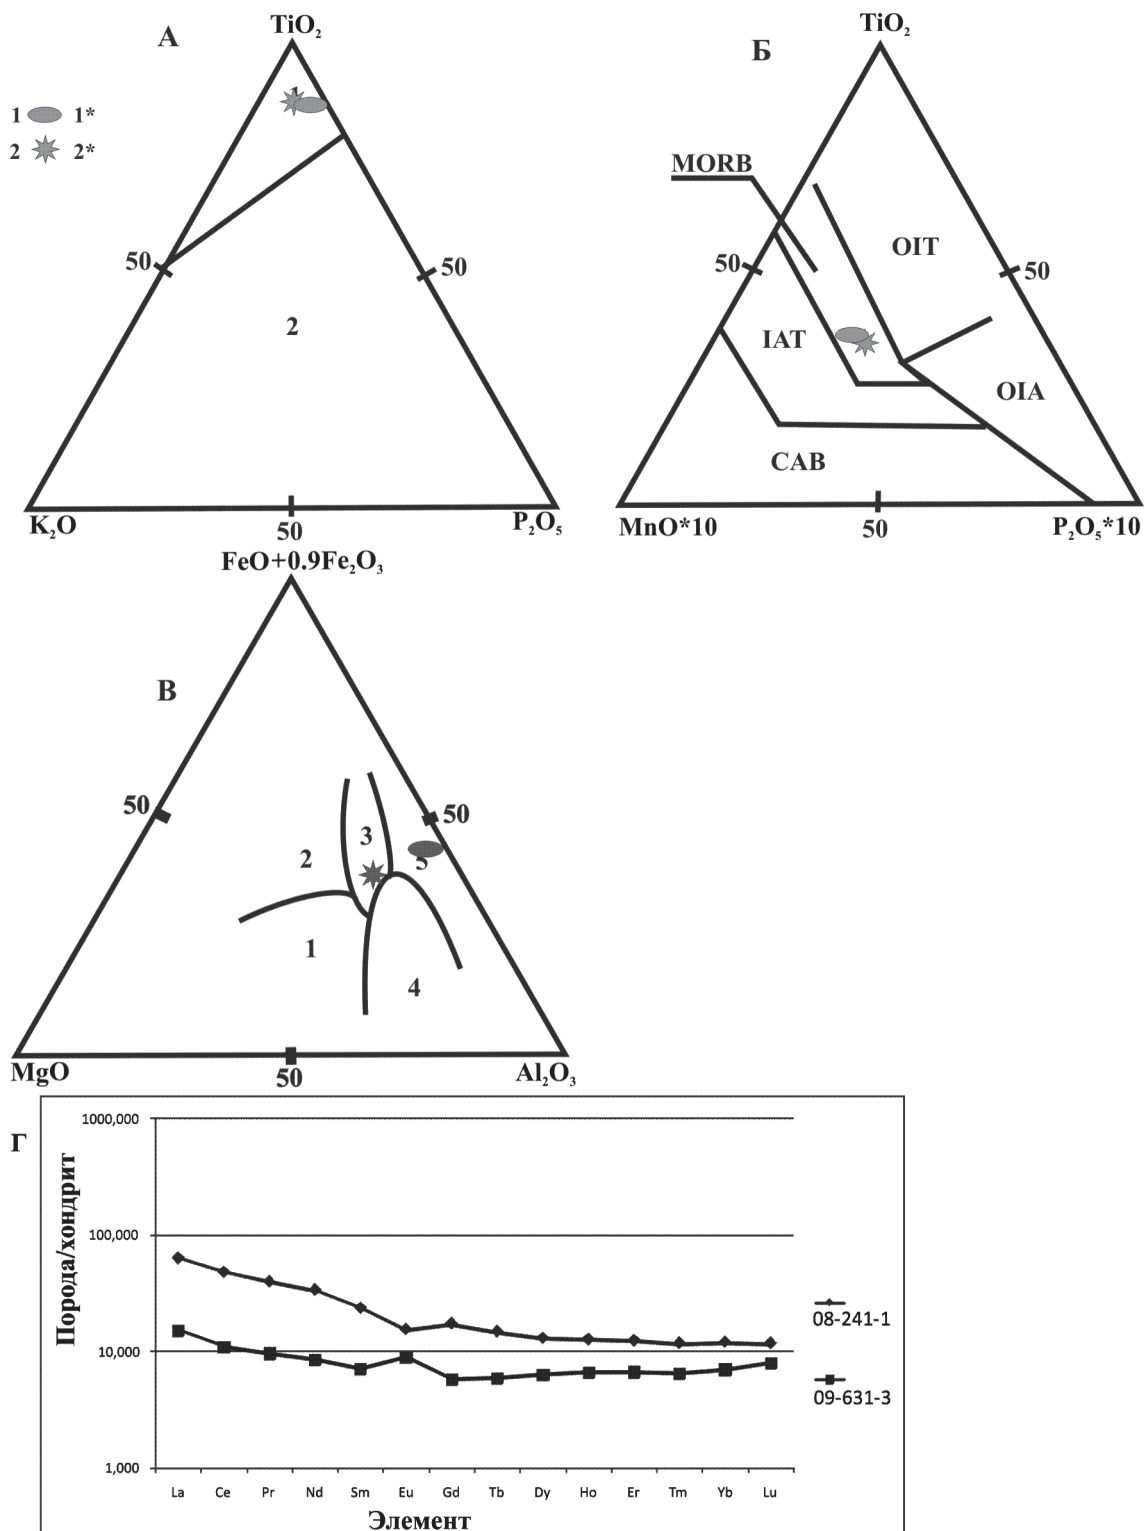 А
TiO₂
1
1 1*
2 2*
50
50
2
K₂O
50
P₂O₅
Б
TiO₂
MORB
OIT
50
50
IAT
OIA
CAB
MnO*10
50
P₂O₅*10
FeO+0.9Fe₂O₃
В
50
50
3
2
5
1
4
MgO
50
Al₂O₃
Г
Порода/хондрит
1000,000
100,000
10,000
1,000
La Ce Pr Nd Sm Eu Gd Tb Dy Ho Er Tm Yb Lu
Элемент
08-241-1
09-631-3